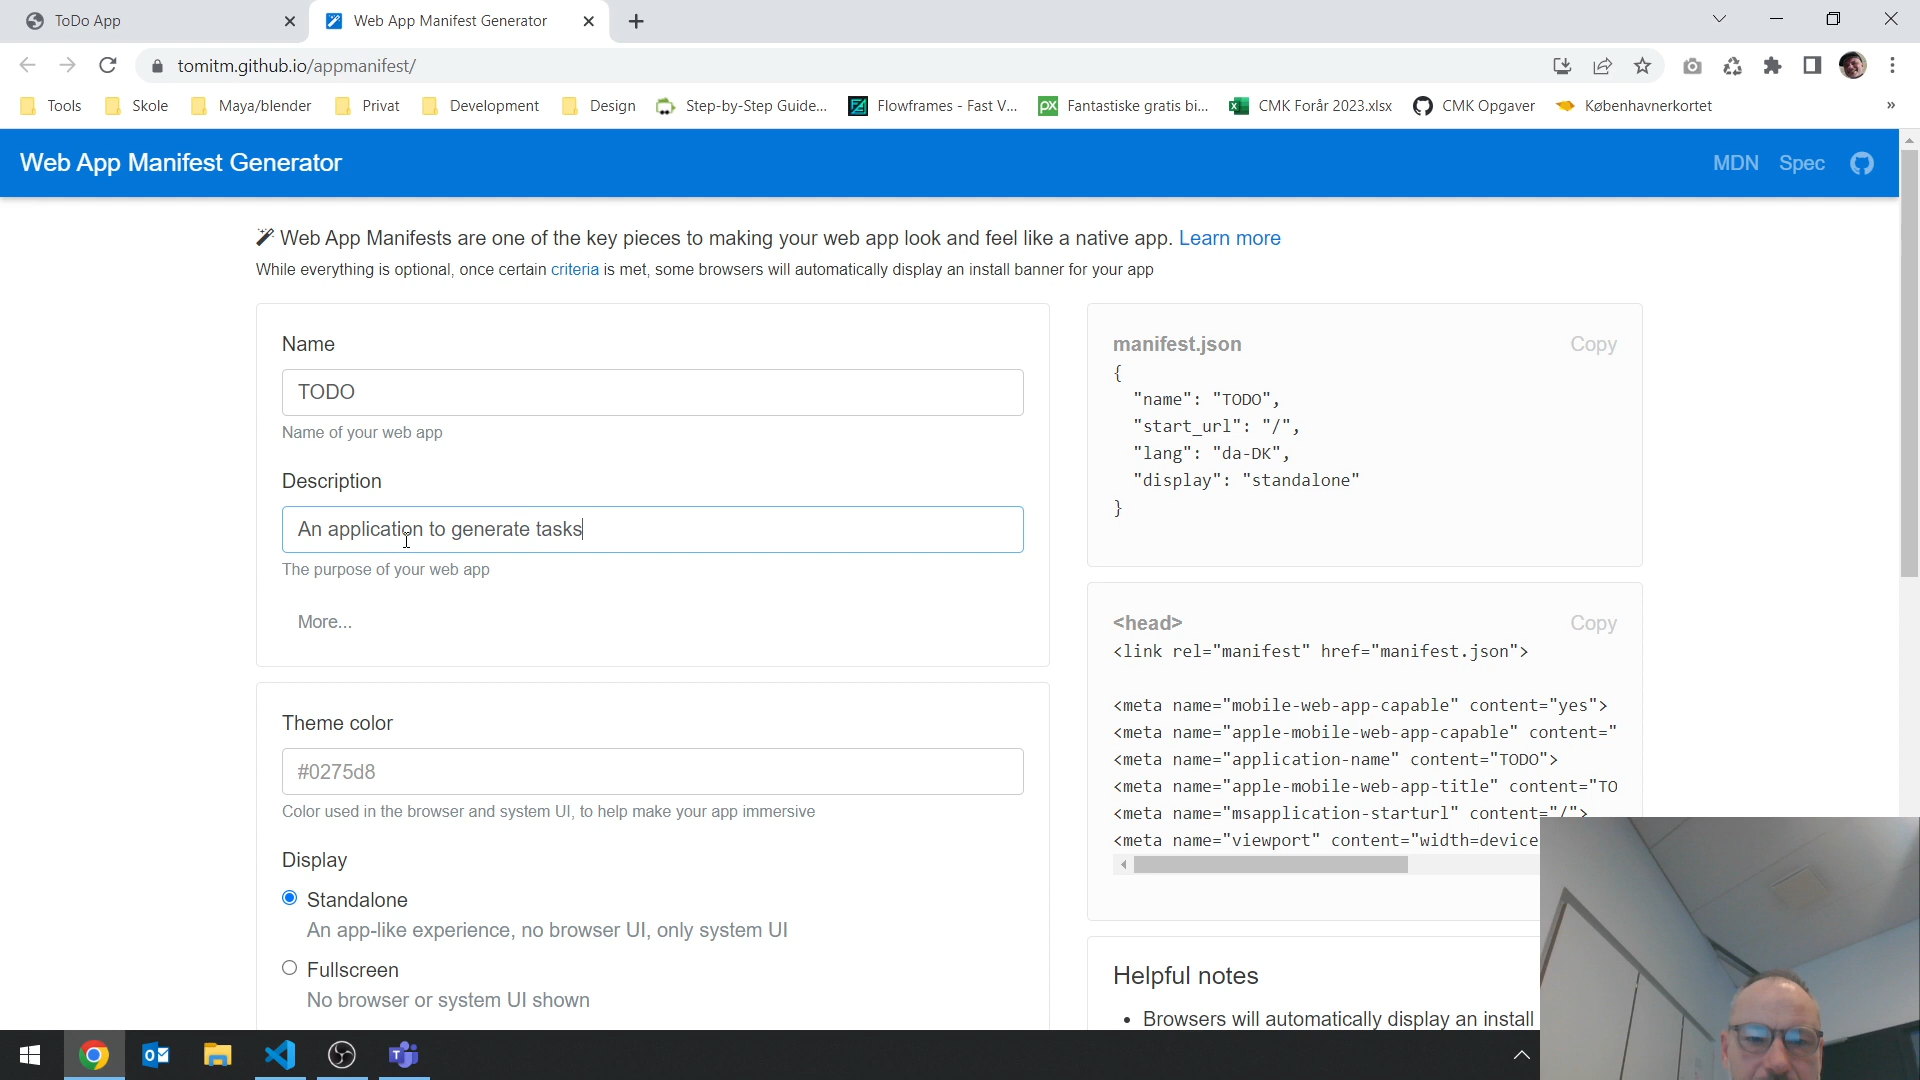 ToDo App
Web App Manifest Generator
tomitm.github.io/appmanifest/
Tools
Skole
Maya/blender
Privat
Development
Design
Step-by-Step Guide...
Flowframes - Fast V...
Fantastiske gratis bi...
CMK Forår 2023.xlsx
CMK Opgaver
Københavnerkortet
»
Web App Manifest Generator
MDN
Spec
Web App Manifests are one of the key pieces to making your web app look and feel like a native app. Learn more
While everything is optional, once certain criteria is met, some browsers will automatically display an install banner for your app
Name
TODO
Name of your web app
Description
An application to generate tasks
The purpose of your web app
More...
Theme color
#0275d8
Color used in the browser and system UI, to help make your app immersive
Display
Standalone
An app-like experience, no browser UI, only system UI
Fullscreen
No browser or system UI shown
manifest.json
Copy
{
"name": "TODO",
"start_url": "/",
"lang": "da-DK",
"display": "standalone"
}
<head>
Copy
<link rel="manifest" href="manifest.json">
<meta name="mobile-web-app-capable" content="yes">
<meta name="apple-mobile-web-app-capable" content="
<meta name="application-name" content="TODO">
<meta name="apple-mobile-web-app-title" content="TO
<meta name="msapplication-starturl" content="/">
<meta name="viewport" content="width=device
Helpful notes
• Browsers will automatically display an install